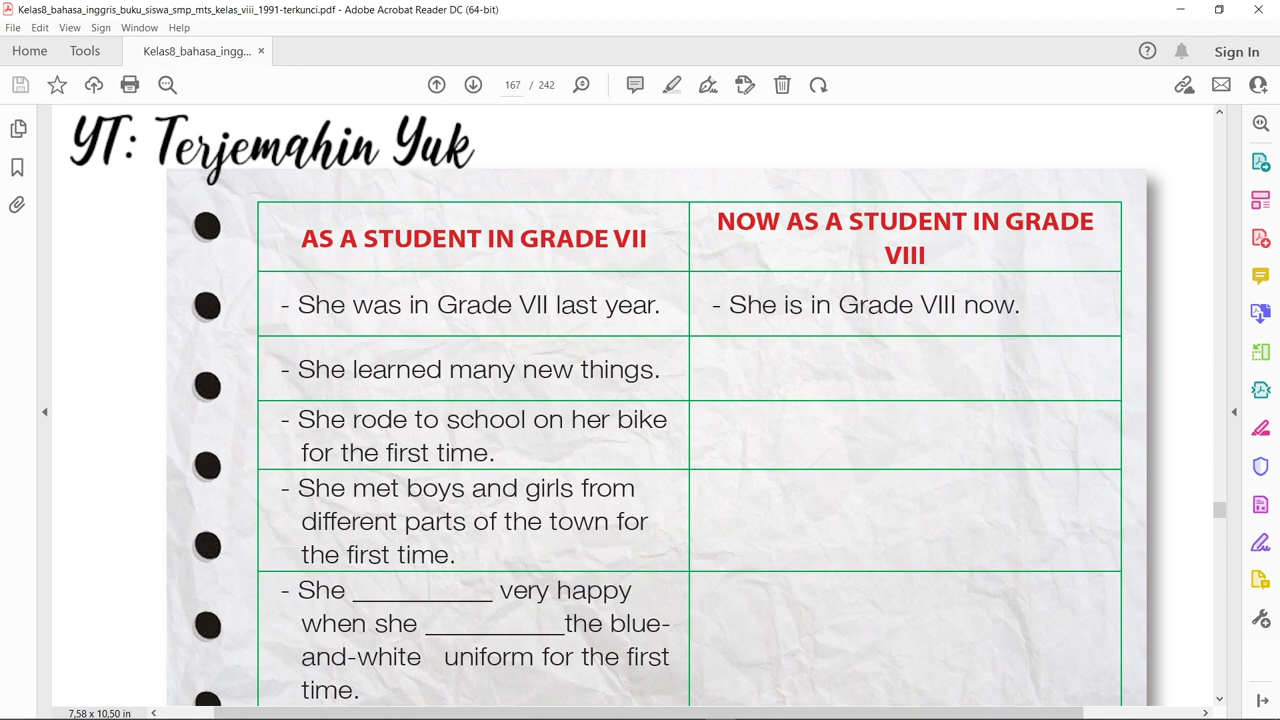 Kelas8_bahasa_inggris_buku_siswa_smp_mts_kelas_viii_1991-terkunci.pdf - Adobe Acrobat Reader DC (64-bit)
File Edit View Sign Window Help
Home Tools Kelas8_bahasa_ingg... × Sign In
167 / 242
YT: Terjemahin Yuk
AS A STUDENT IN GRADE VII
NOW AS A STUDENT IN GRADE
VIII
- She was in Grade VII last year.
- She is in Grade VIII now.
- She learned many new things.
- She rode to school on her bike
for the first time.
- She met boys and girls from
different parts of the town for
the first time.
- She __________ very happy
when she __________the blue-
and-white uniform for the first
time.
7,58 x 10,50 in